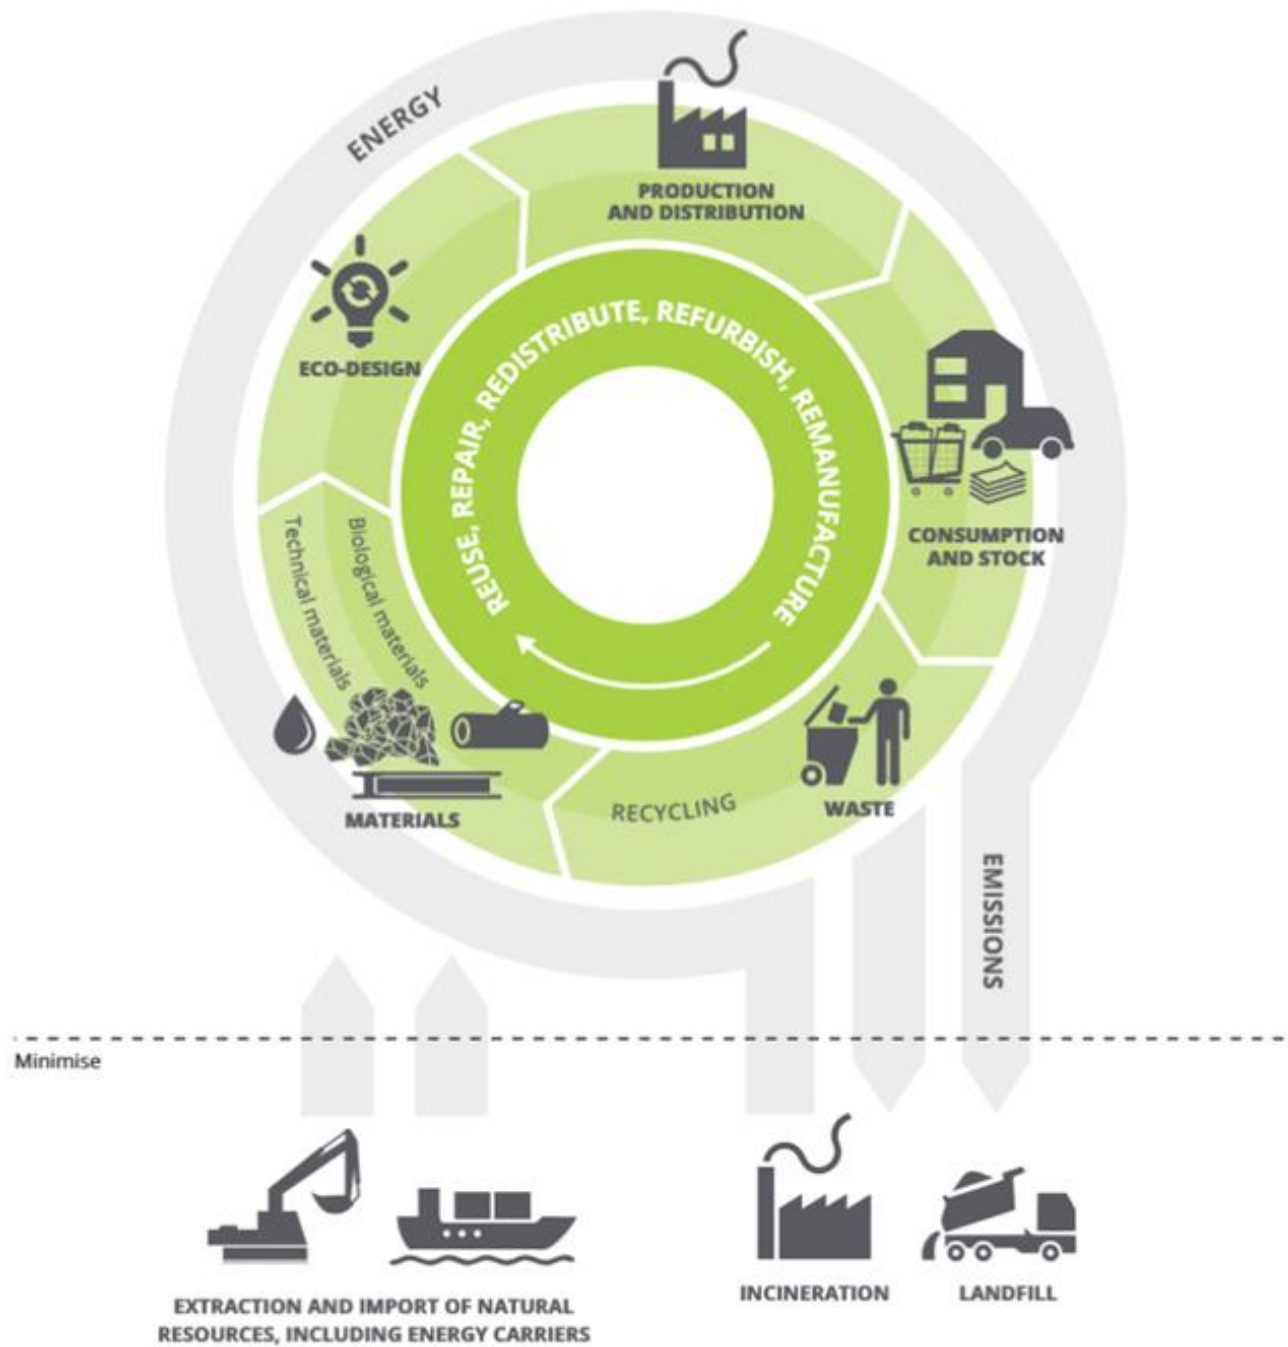 ENERGY
PRODUCTION
AND DISTRIBUTION
ECO-DESIGN
REUSE, REPAIR, REDISTRIBUTE, REFURBISH, REMANUFACTURE
CONSUMPTION
AND STOCK
Technical materials
Biological materials
MATERIALS
RECYCLING
WASTE
EMISSIONS
Minimise
EXTRACTION AND IMPORT OF NATURAL
RESOURCES, INCLUDING ENERGY CARRIERS
INCINERATION
LANDFILL